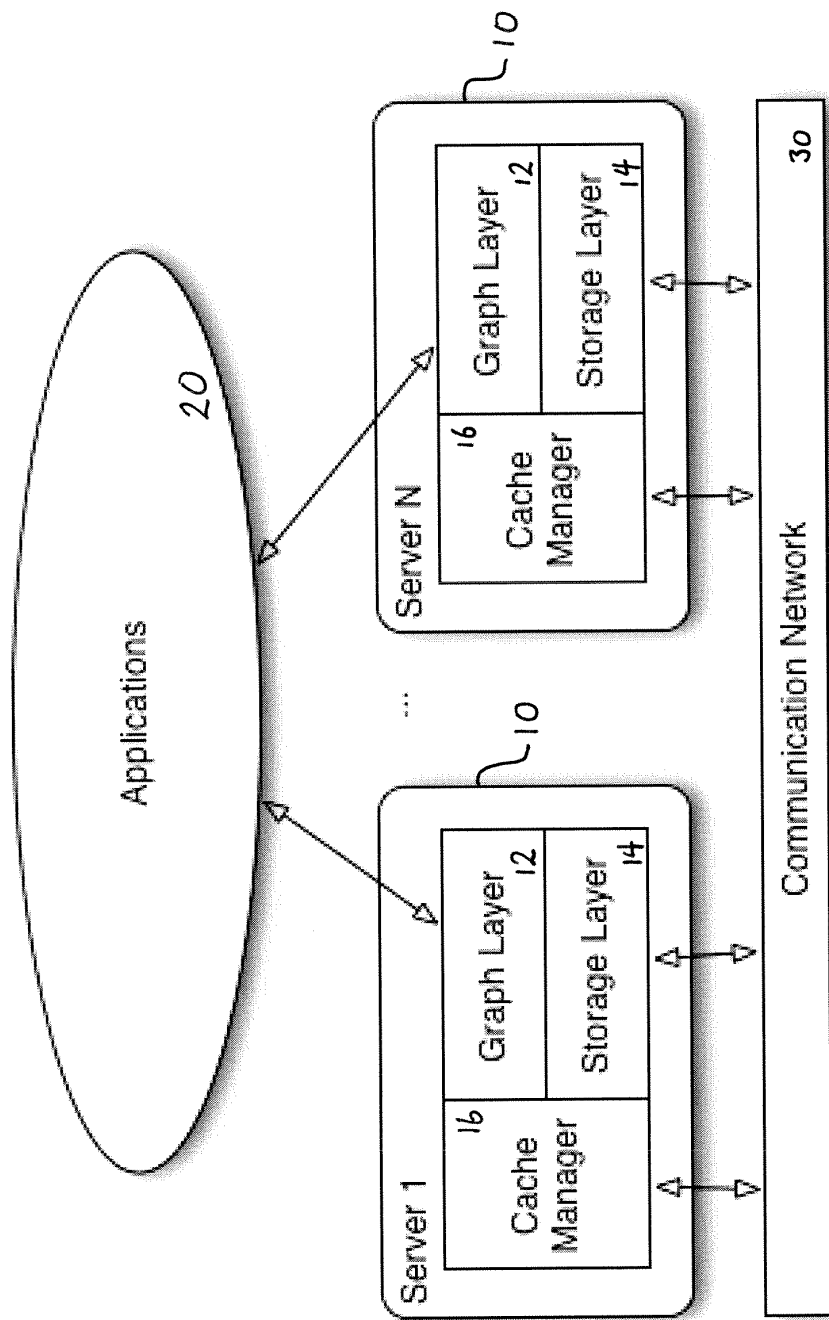 Applications
20
Server 1
10
...
Server N
10
16
Cache
Manager
Graph Layer
12
Storage Layer
14
16
Cache
Manager
Graph Layer
12
Storage Layer
14
Communication Network
30